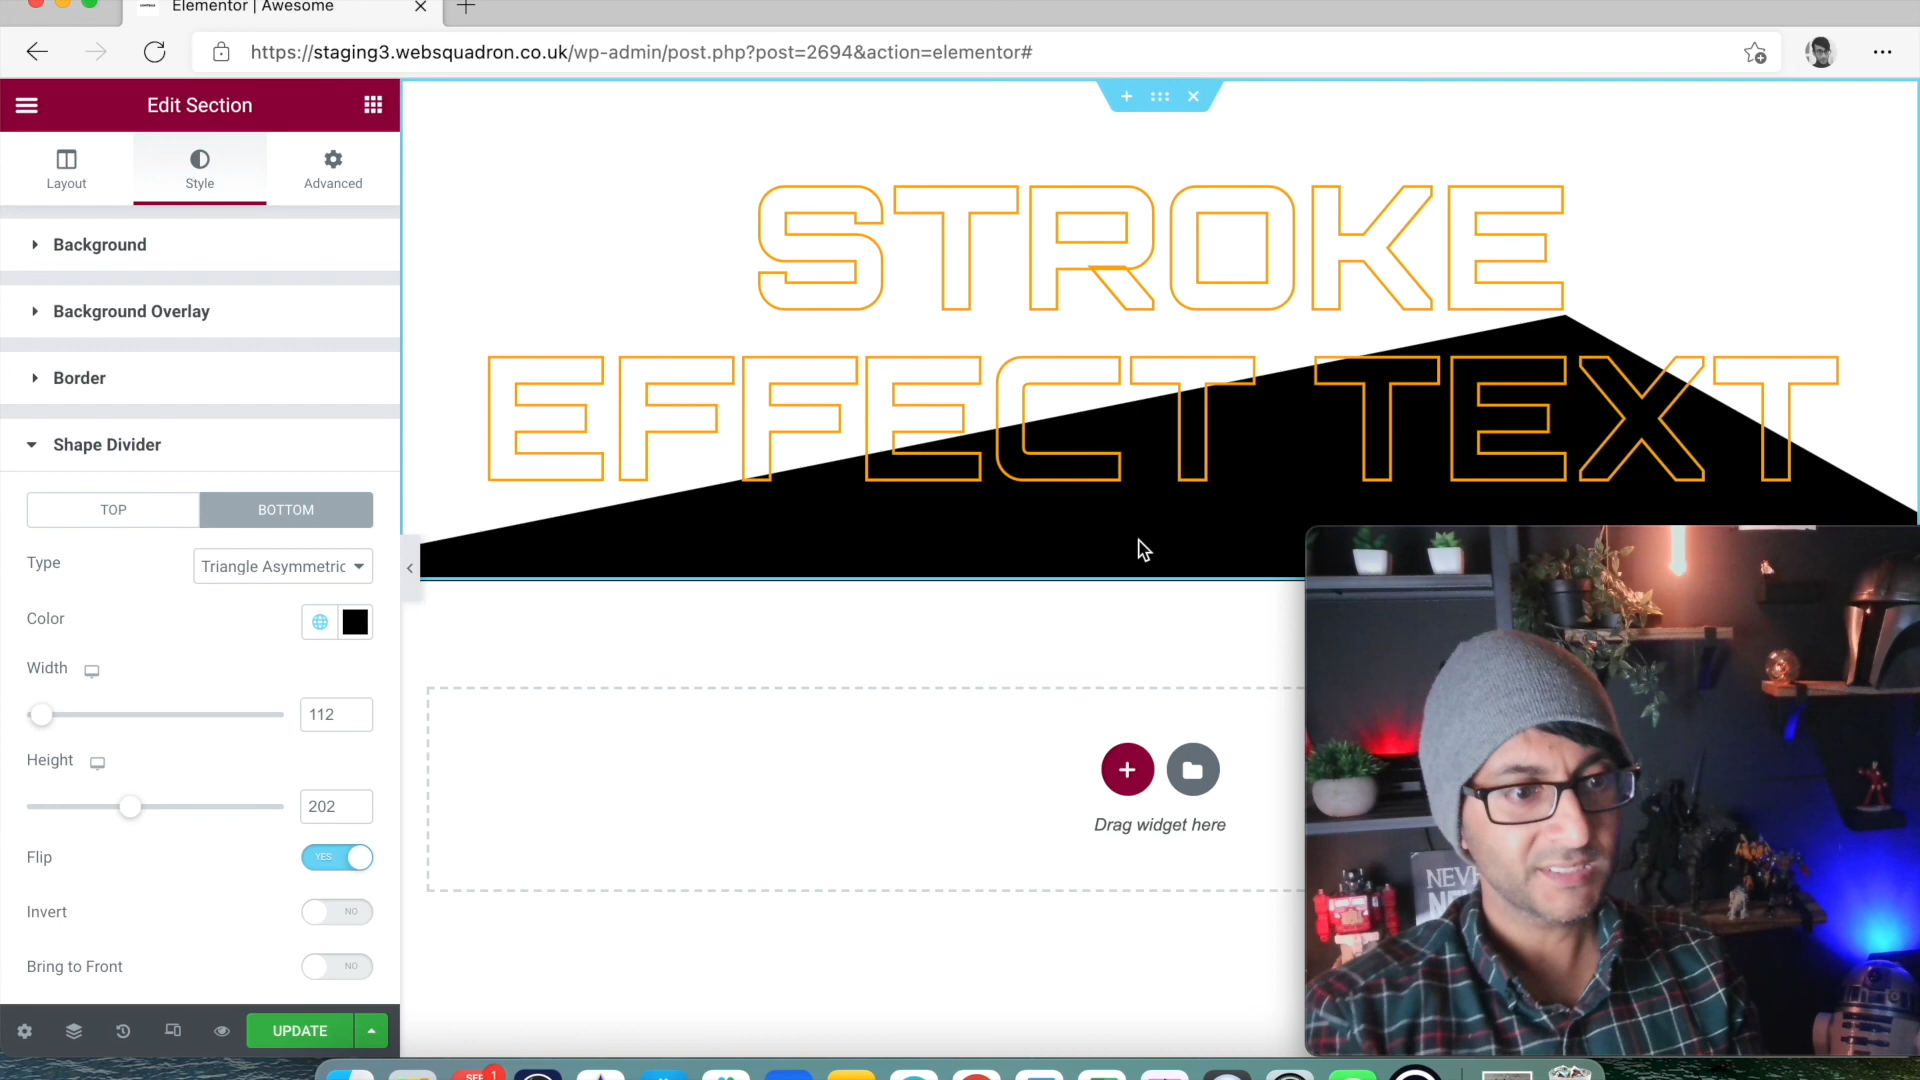 Elementor | Awesome
https://staging3.websquadron.co.uk/wp-admin/post.php?post=2694&action=elementor#
Edit Section
Layout
Style
Advanced
Background
Background Overlay
Border
Shape Divider
TOP
BOTTOM
Type
Triangle Asymmetric
Color
Width
112
Height
202
Flip
YES
Invert
NO
Bring to Front
NO
UPDATE
STROKE
EFFECT TEXT
Drag widget here
SEP
1